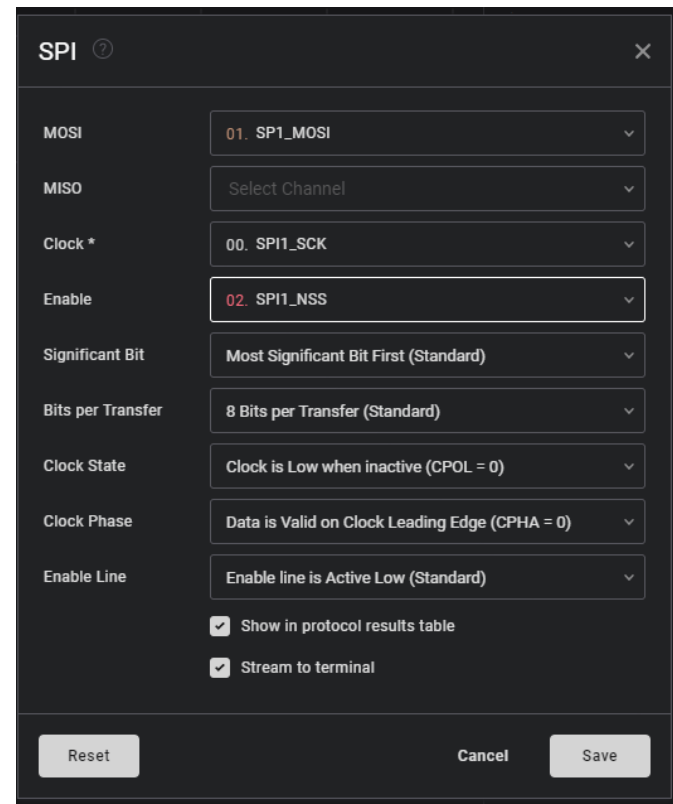 SPI ?
MOSI 01. SP1_MOSI
MISO Select Channel
Clock * 00. SPI1_SCK
Enable 02. SPI1_NSS
Significant Bit Most Significant Bit First (Standard)
Bits per Transfer 8 Bits per Transfer (Standard)
Clock State Clock is Low when inactive (CPOL = 0)
Clock Phase Data is Valid on Clock Leading Edge (CPHA = 0)
Enable Line Enable line is Active Low (Standard)
Show in protocol results table
Stream to terminal
Reset Cancel Save